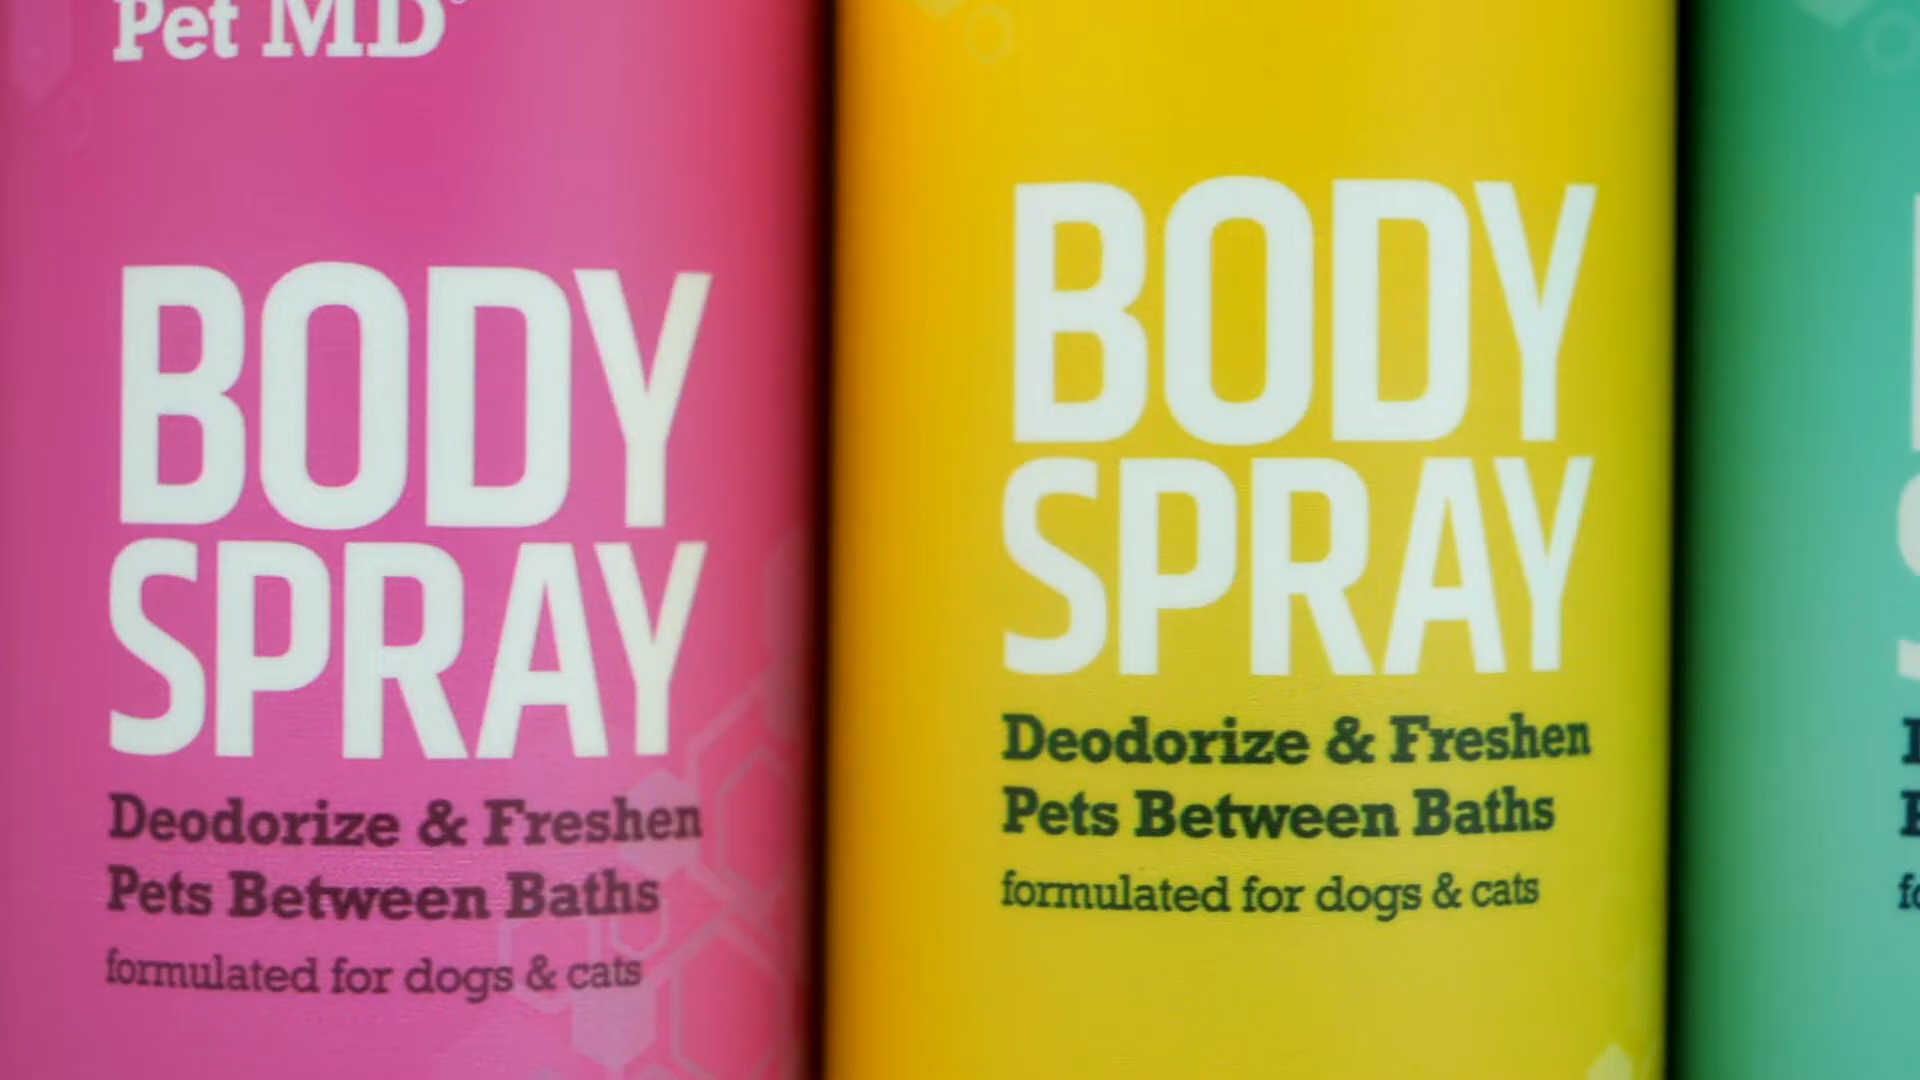 Pet MD
BODY
SPRAY
Deodorize & Freshen
Pets Between Baths
formulated for dogs & cats
BODY
SPRAY
Deodorize & Freshen
Pets Between Baths
formulated for dogs & cats